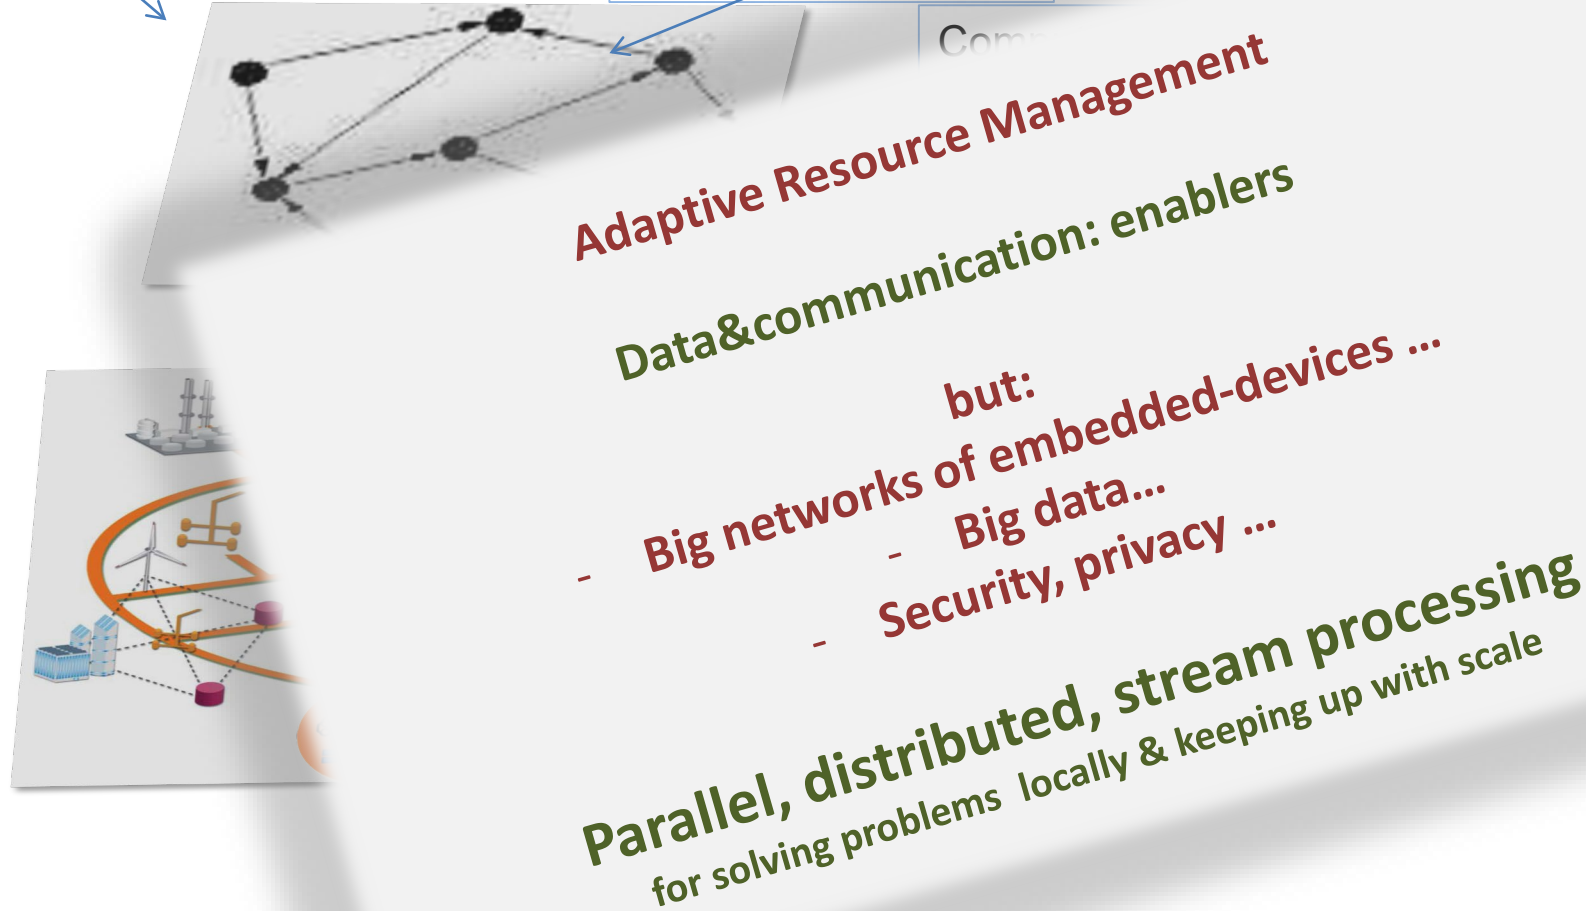 Adaptive Resource Management
Data&communication: enablers
but:
- Big networks of embedded-devices ...
- Big data...
- Security, privacy ...
Parallel, distributed, stream processing
for solving problems locally & keeping up with scale